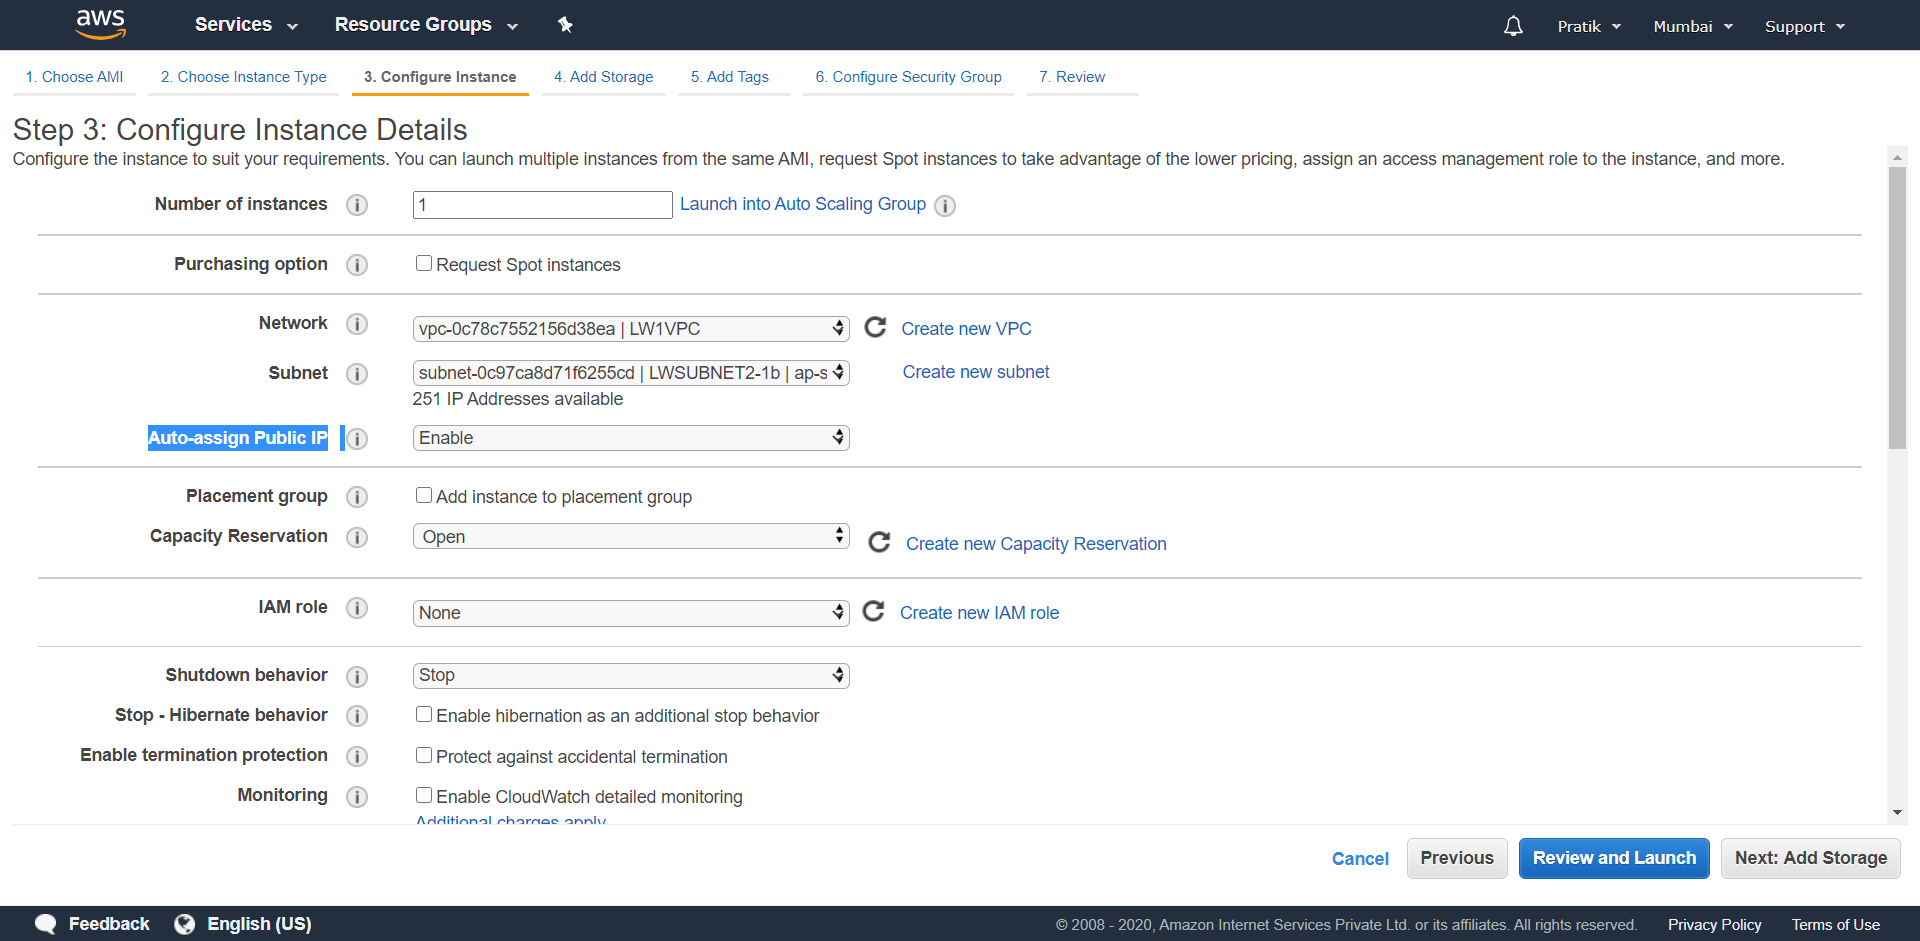 aws Services Resource Groups Pratik Mumbai Support
1. Choose AMI 2. Choose Instance Type 3. Configure Instance 4. Add Storage 5. Add Tags 6. Configure Security Group 7. Review
Step 3: Configure Instance Details
Configure the instance to suit your requirements. You can launch multiple instances from the same AMI, request Spot instances to take advantage of the lower pricing, assign an access management role to the instance, and more.
Number of instances i 1 Launch into Auto Scaling Group i
Purchasing option i Request Spot instances
Network i vpc-0c78c7552156d38ea | LW1VPC Create new VPC
Subnet i subnet-0c97ca8d71f6255cd | LWSUBNET2-1b | ap-s Create new subnet
251 IP Addresses available
Auto-assign Public IP i Enable
Placement group i Add instance to placement group
Capacity Reservation i Open Create new Capacity Reservation
IAM role i None Create new IAM role
Shutdown behavior i Stop
Stop - Hibernate behavior i Enable hibernation as an additional stop behavior
Enable termination protection i Protect against accidental termination
Monitoring i Enable CloudWatch detailed monitoring
Additional charges apply.
Cancel Previous Review and Launch Next: Add Storage
Feedback English (US) © 2008 - 2020, Amazon Internet Services Private Ltd. or its affiliates. All rights reserved. Privacy Policy Terms of Use